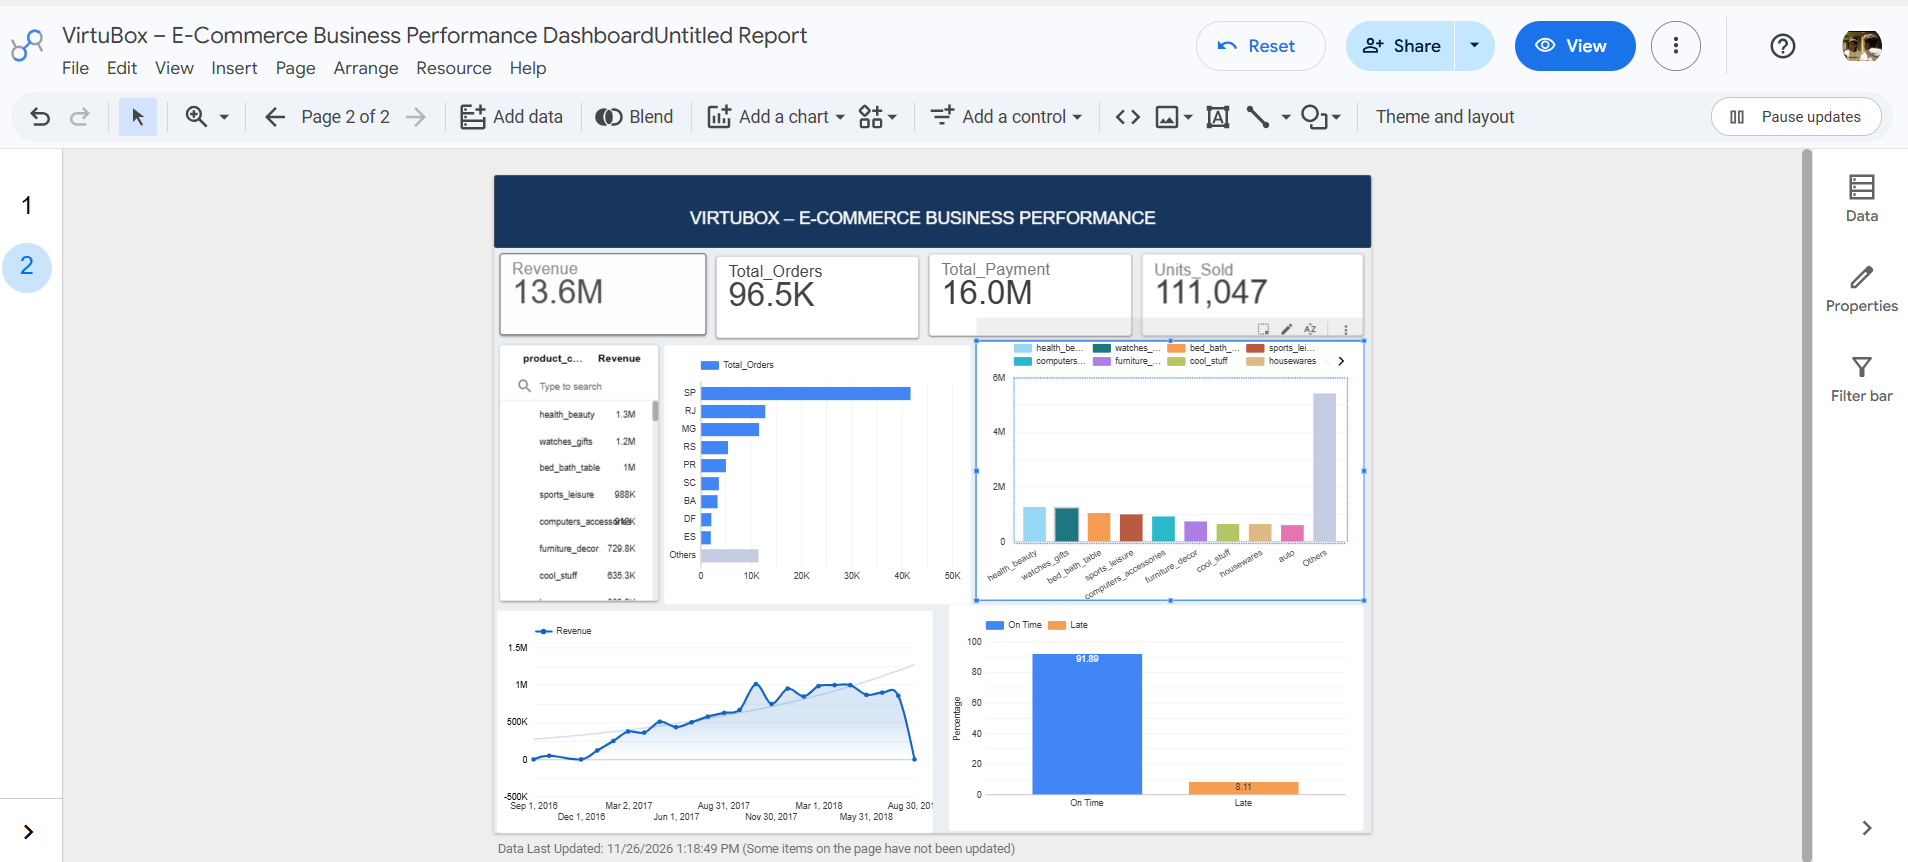 VirtuBox – E-Commerce Business Performance DashboardUntitled Report
File Edit View Insert Page Arrange Resource Help
Reset
Share
View
Page 2 of 2
Add data
Blend
Add a chart
Add a control
Theme and layout
Pause updates
1
2
Data
Properties
Filter bar
VIRTUBOX – E-COMMERCE BUSINESS PERFORMANCE
Revenue
13.6M
Total_Orders
96.5K
Total_Payment
16.0M
Units_Sold
111,047
product_c... Revenue
Type to search
health_beauty 1.3M
watches_gifts 1.2M
bed_bath_table 1M
sports_leisure 988K
computers_accessories 912K
furniture_decor 729.8K
cool_stuff 635.3K
Total_Orders
SP
RJ
MG
RS
PR
SC
BA
DF
ES
Others
0 10K 20K 30K 40K 50K
health_be... watches_... bed_bath_... sports_lei...
computers... furniture_... cool_stuff housewares
6M
4M
2M
0
health_beauty watches_gifts bed_bath_table sports_leisure computers_accessories furniture_decor cool_stuff housewares auto Others
Revenue
1.5M
1M
500K
0
-500K
Sep 1, 2016 Mar 2, 2017 Aug 31, 2017 Mar 1, 2018 Aug 30, 201
Dec 1, 2016 Jun 1, 2017 Nov 30, 2017 May 31, 2018
On Time Late
Percentage
100
80
60
40
20
0
91.89
8.11
On Time Late
Data Last Updated: 11/26/2026 1:18:49 PM (Some items on the page have not been updated)